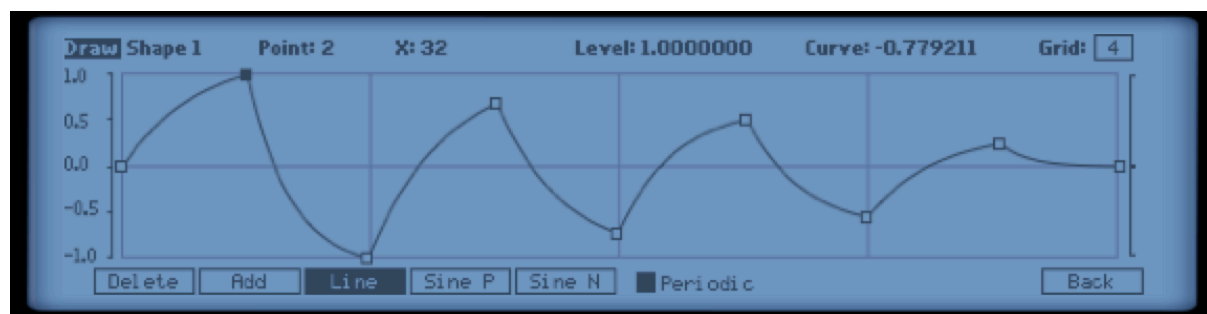 Draw Shape 1 Point: 2 X: 32 Level: 1.0000000 Curve: -0.779211 Grid: 4
1.0
0.5
0.0
-0.5
-1.0
Delete Add Line Sine P Sine N Periodic Back